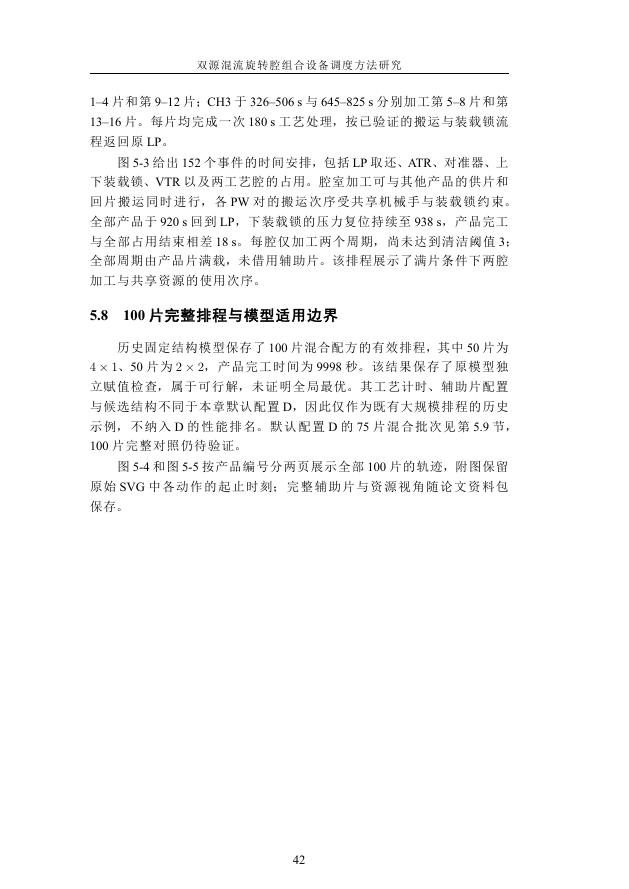 双源混流旋转腔组合设备调度方法研究
1–4 片和第 9–12 片；CH3 于 326–506 s 与 645–825 s 分别加工第 5–8 片和第
13–16 片。每片均完成一次 180 s 工艺处理，按已验证的搬运与装载锁流
程返回原 LP。
图 5-3 给出 152 个事件的时间安排，包括 LP 取还、ATR、对准器、上
下装载锁、VTR 以及两工艺腔的占用。腔室加工可与其他产品的供片和
回片搬运同时进行，各 PW 对的搬运次序受共享机械手与装载锁约束。
全部产品于 920 s 回到 LP，下装载锁的压力复位持续至 938 s，产品完工
与全部占用结束相差 18 s。每腔仅加工两个周期，尚未达到清洁阈值 3；
全部周期由产品片满载，未借用辅助片。该排程展示了满片条件下两腔
加工与共享资源的使用次序。
5.8 100 片完整排程与模型适用边界
历史固定结构模型保存了 100 片混合配方的有效排程，其中 50 片为
4 × 1、50 片为 2 × 2，产品完工时间为 9998 秒。该结果保存了原模型独
立赋值检查，属于可行解，未证明全局最优。其工艺计时、辅助片配置
与候选结构不同于本章默认配置 D，因此仅作为既有大规模排程的历史
示例，不纳入 D 的性能排名。默认配置 D 的 75 片混合批次见第 5.9 节，
100 片完整对照仍待验证。
图 5-4 和图 5-5 按产品编号分两页展示全部 100 片的轨迹，附图保留
原始 SVG 中各动作的起止时刻；完整辅助片与资源视角随论文资料包
保存。
42